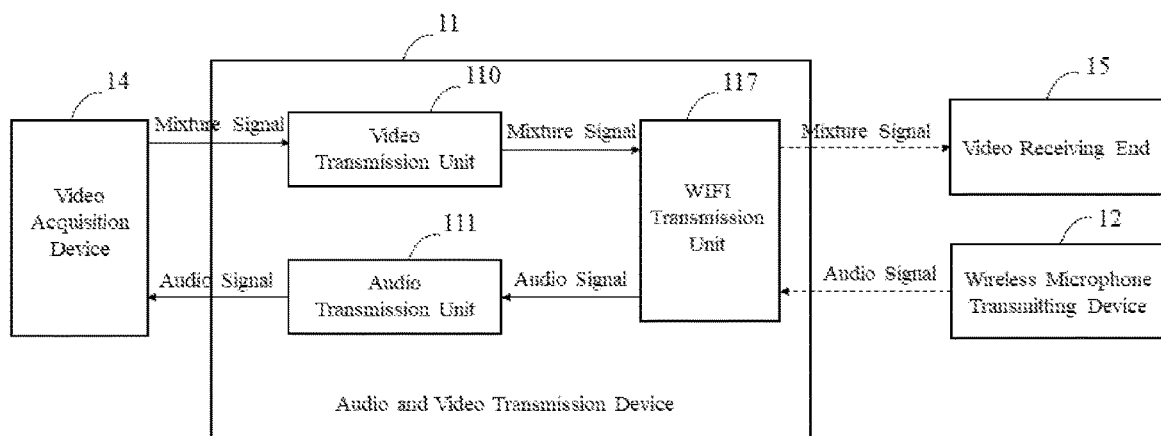 11
14
110
117
15
Mixture Signal
Video
Transmission Unit
Mixture Signal
Mixture Signal
Video Receiving End
Video
Acquisition
Device
WIFI
Transmission
Unit
111
12
Audio Signal
Audio
Transmission Unit
Audio Signal
Audio Signal
Wireless Microphone
Transmitting Device
Audio and Video Transmission Device